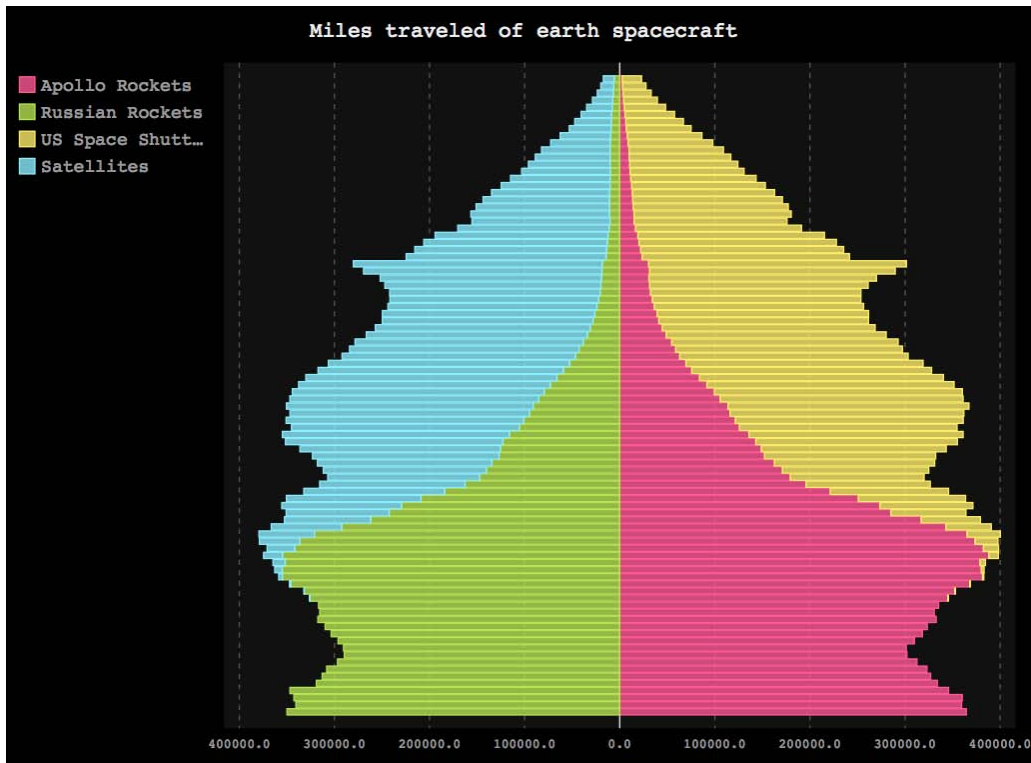 Miles traveled of earth spacecraft
Apollo Rockets
Russian Rockets
US Space Shutt…
Satellites
400000.0 300000.0 200000.0 100000.0 0.0 100000.0 200000.0 300000.0 400000.0